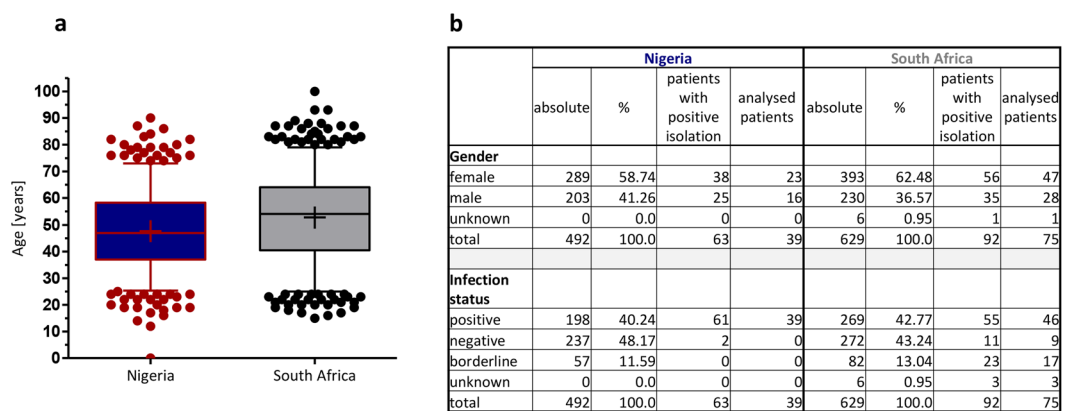 a
Age [years]
100
90
80
70
60
50
40
30
20
10
0
Nigeria South Africa
b
Nigeria South Africa
absolute % patients with positive isolation analysed patients absolute % patients with positive isolation analysed patients
Gender
female 289 58.74 38 23 393 62.48 56 47
male 203 41.26 25 16 230 36.57 35 28
unknown 0 0.0 0 0 6 0.95 1 1
total 492 100.0 63 39 629 100.0 92 75
Infection
status
positive 198 40.24 61 39 269 42.77 55 46
negative 237 48.17 2 0 272 43.24 11 9
borderline 57 11.59 0 0 82 13.04 23 17
unknown 0 0.0 0 0 6 0.95 3 3
total 492 100.0 63 39 629 100.0 92 75